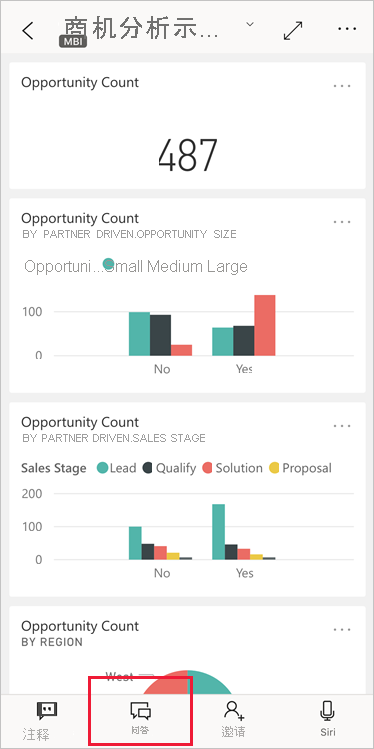 商机分析示...
MBI
Opportunity Count
487
Opportunity Count
BY PARTNER DRIVEN.OPPORTUNITY SIZE
Opportuni... Small Medium Large
100
0
No Yes
Opportunity Count
BY PARTNER DRIVEN.SALES STAGE
Sales Stage Lead Qualify Solution Proposal
200
100
0
No Yes
Opportunity Count
BY REGION
West
注释 问答 邀请 Siri